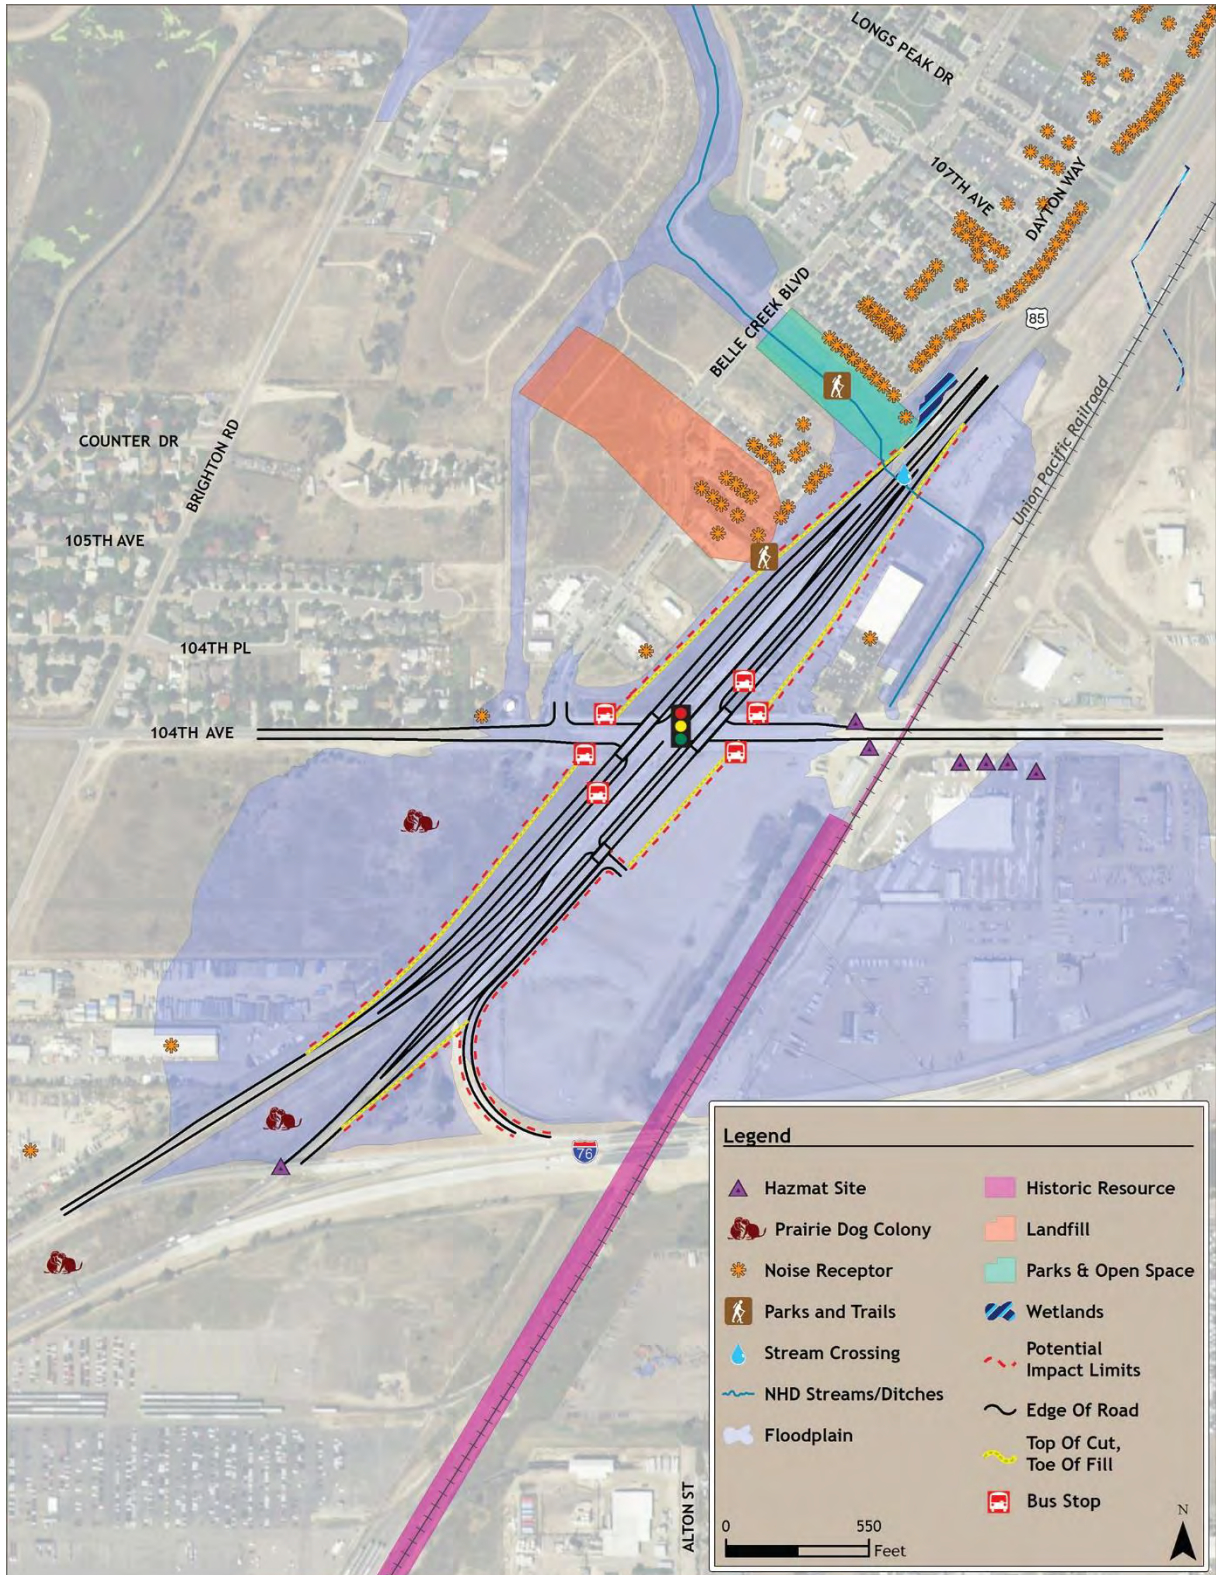 LONGS PEAK DR
107TH AVE
DAYTON WAY
BELLE CREEK BLVD
85
Union Pacific Railroad
COUNTER DR
BRIGHTON RD
105TH AVE
104TH PL
104TH AVE
76
ALTON ST
Legend
Hazmat Site
Prairie Dog Colony
Noise Receptor
Parks and Trails
Stream Crossing
NHD Streams/Ditches
Floodplain
Historic Resource
Landfill
Parks & Open Space
Wetlands
Potential
Impact Limits
Edge Of Road
Top Of Cut,
Toe Of Fill
Bus Stop
0 550
Feet
N